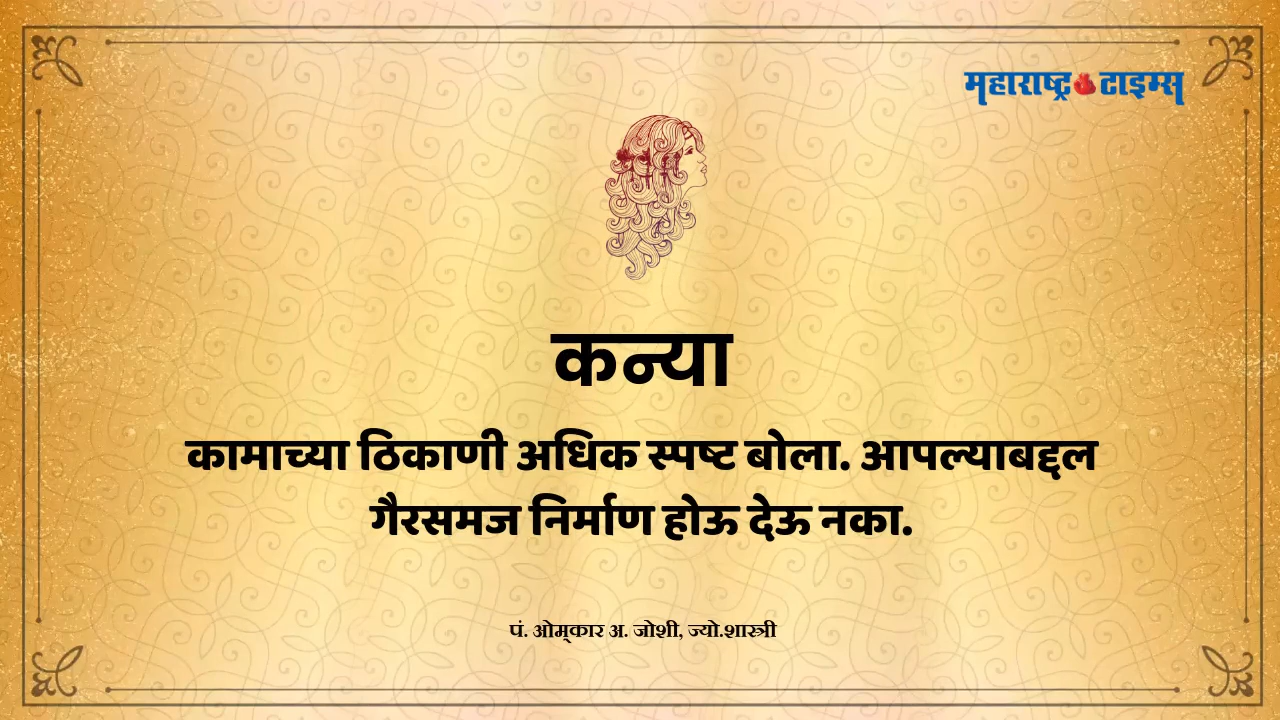 महाराष्ट्र टाइम्स
कन्या
कामाच्या ठिकाणी अधिक स्पष्ट बोला. आपल्याबद्दल
गैरसमज निर्माण होऊ देऊ नका.
पं. ओम्कार अ. जोशी, ज्यो.शास्त्री